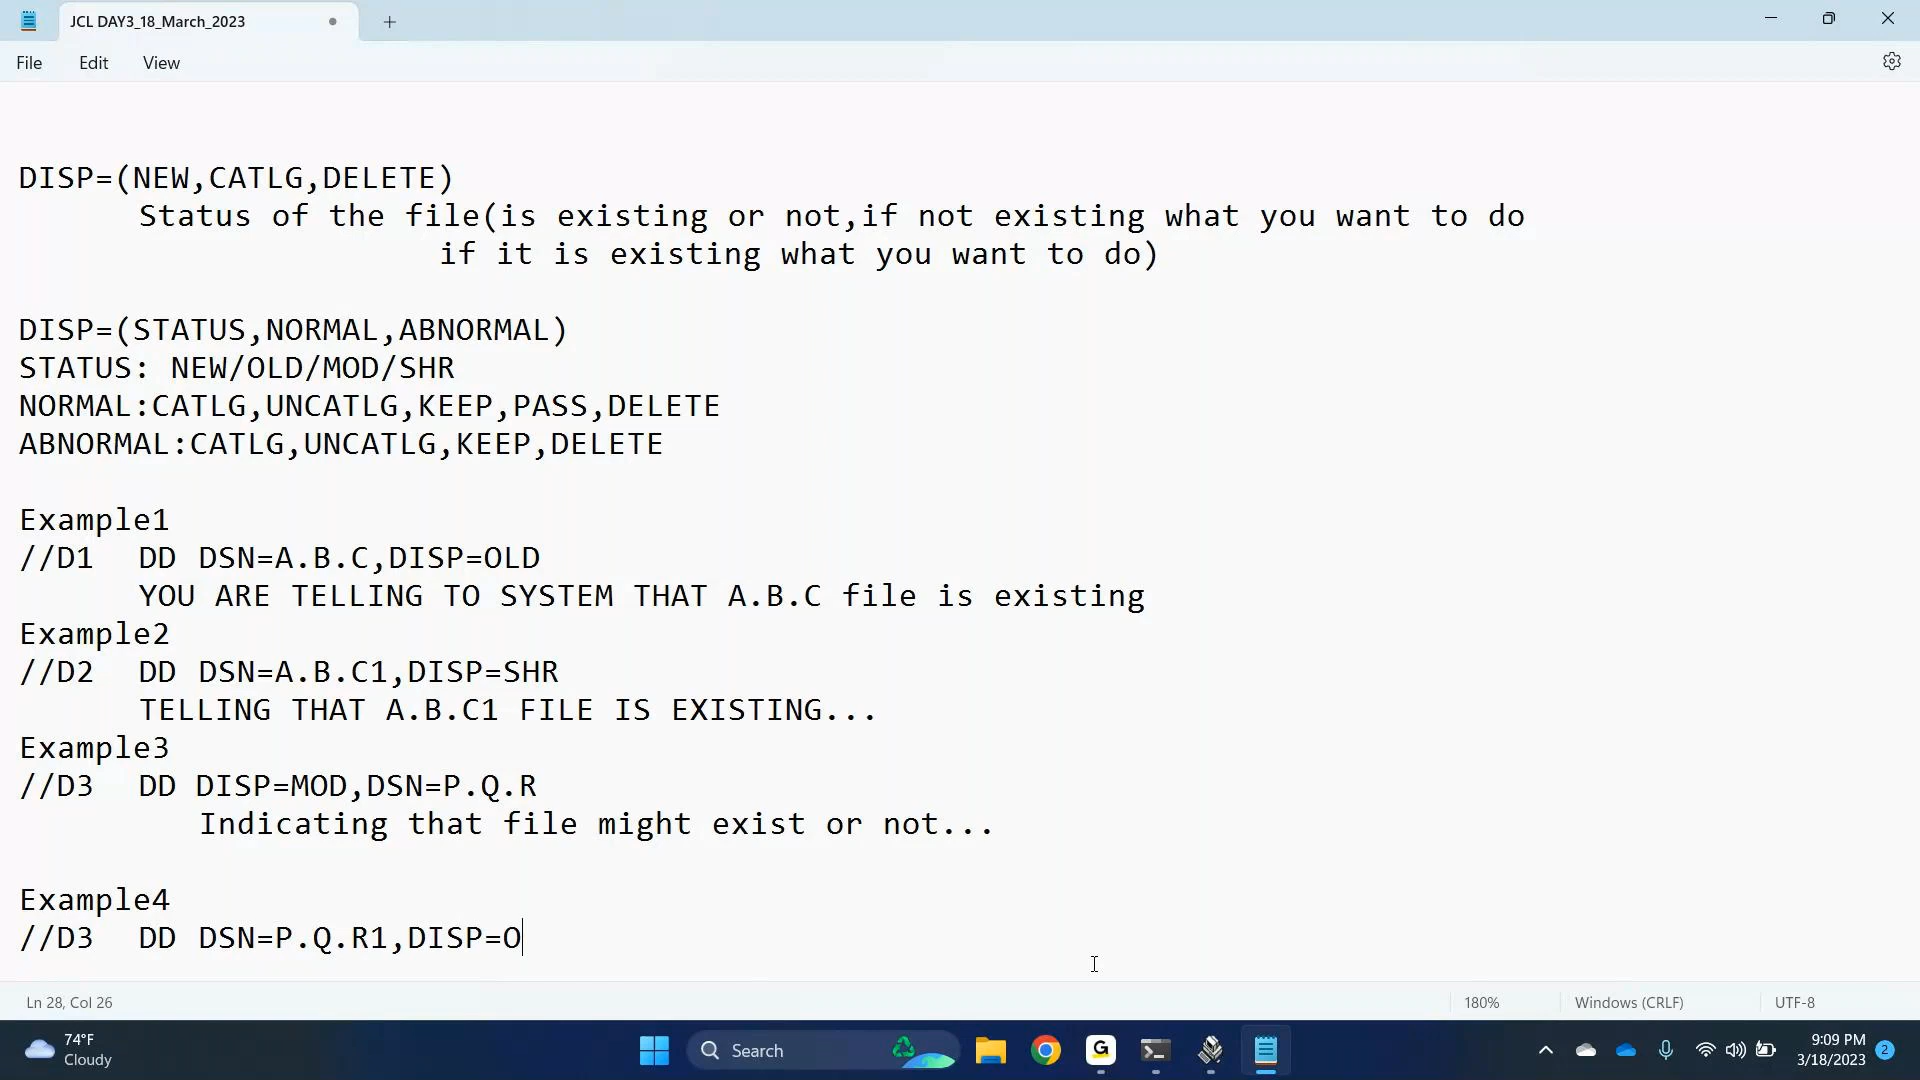 JCL DAY3_18_March_2023
File Edit View
DISP=(NEW,CATLG,DELETE)
Status of the file(is existing or not,if not existing what you want to do
if it is existing what you want to do)
DISP=(STATUS,NORMAL,ABNORMAL)
STATUS: NEW/OLD/MOD/SHR
NORMAL:CATLG,UNCATLG,KEEP,PASS,DELETE
ABNORMAL:CATLG,UNCATLG,KEEP,DELETE
Example1
//D1 DD DSN=A.B.C,DISP=OLD
YOU ARE TELLING TO SYSTEM THAT A.B.C file is existing
Example2
//D2 DD DSN=A.B.C1,DISP=SHR
TELLING THAT A.B.C1 FILE IS EXISTING...
Example3
//D3 DD DISP=MOD,DSN=P.Q.R
Indicating that file might exist or not...
Example4
//D3 DD DSN=P.Q.R1,DISP=O
Ln 28, Col 26 180% Windows (CRLF) UTF-8
74°F
Cloudy
Search
G
9:09 PM
3/18/2023
2